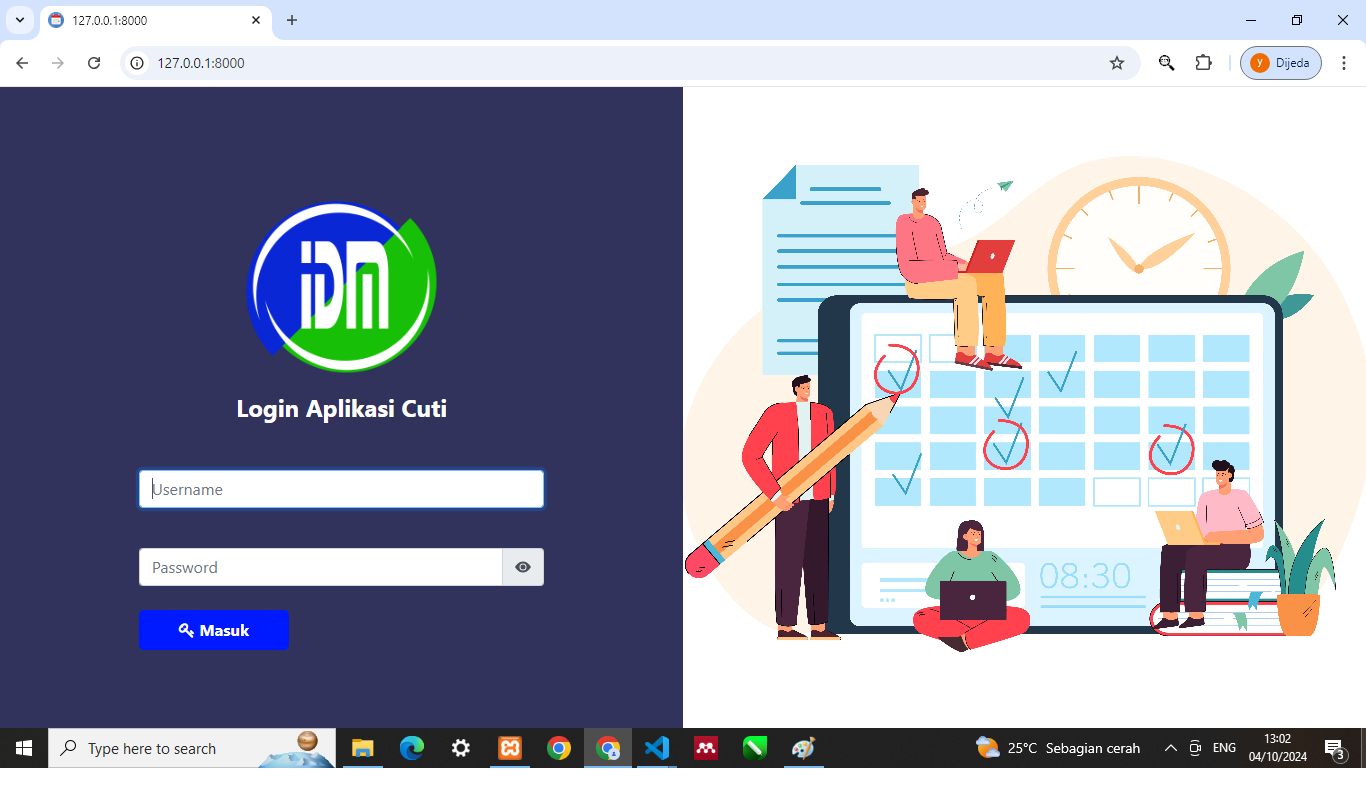 127.0.0.1:8000
127.0.0.1:8000
y
Dijeda
iDM
Login Aplikasi Cuti
Username
Password
Masuk
08:30
Type here to search
25°C Sebagian cerah
ENG
13:02
04/10/2024
3